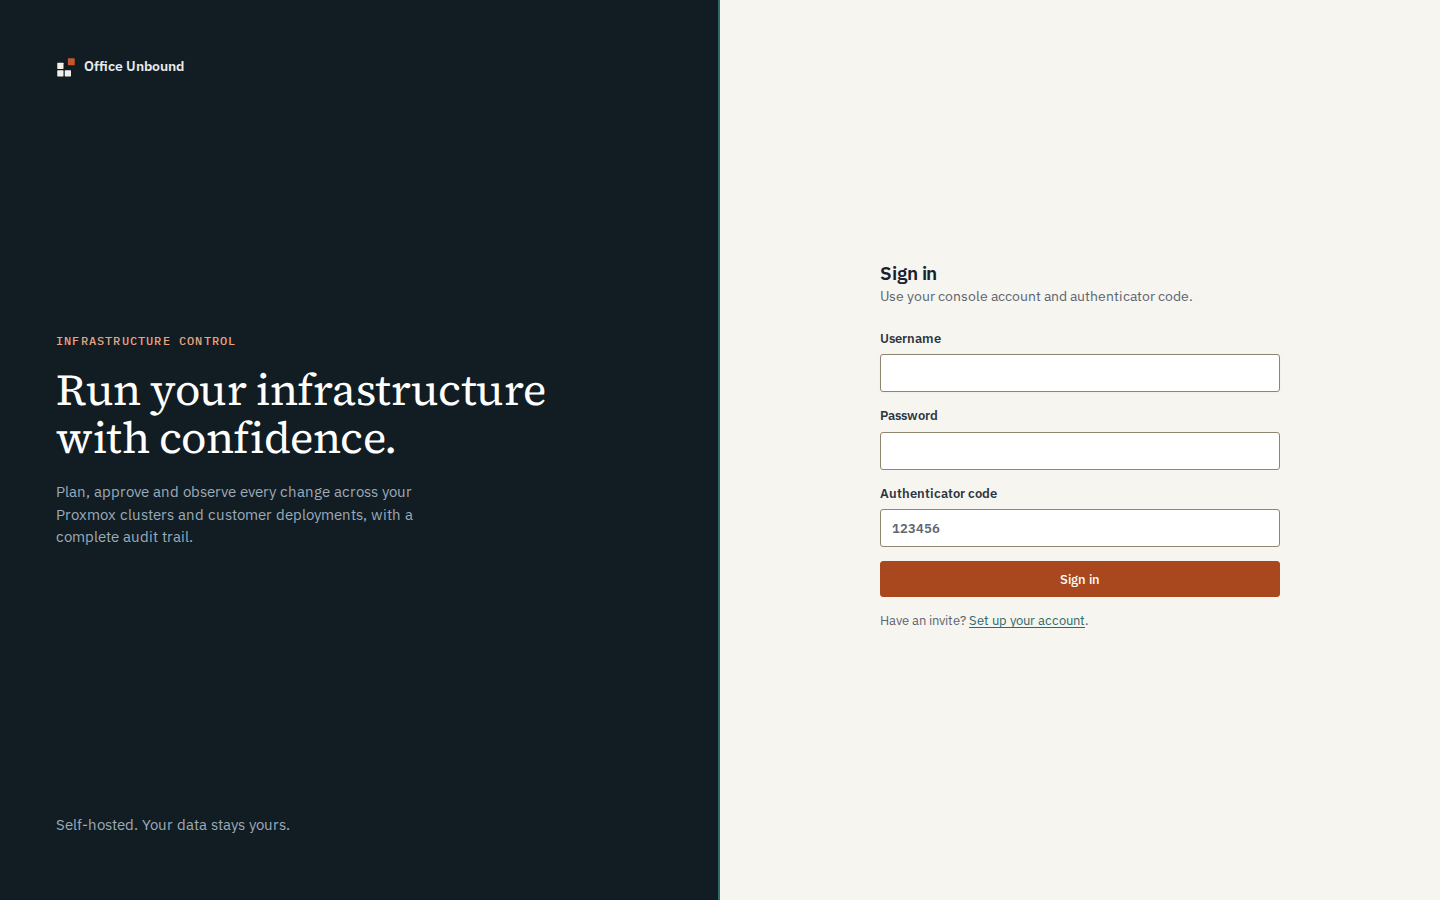 Office Unbound
INFRASTRUCTURE CONTROL
Run your infrastructure
with confidence.
Plan, approve and observe every change across your
Proxmox clusters and customer deployments, with a
complete audit trail.
Self-hosted. Your data stays yours.
Sign in
Use your console account and authenticator code.
Username
Password
Authenticator code
123456
Sign in
Have an invite? Set up your account.